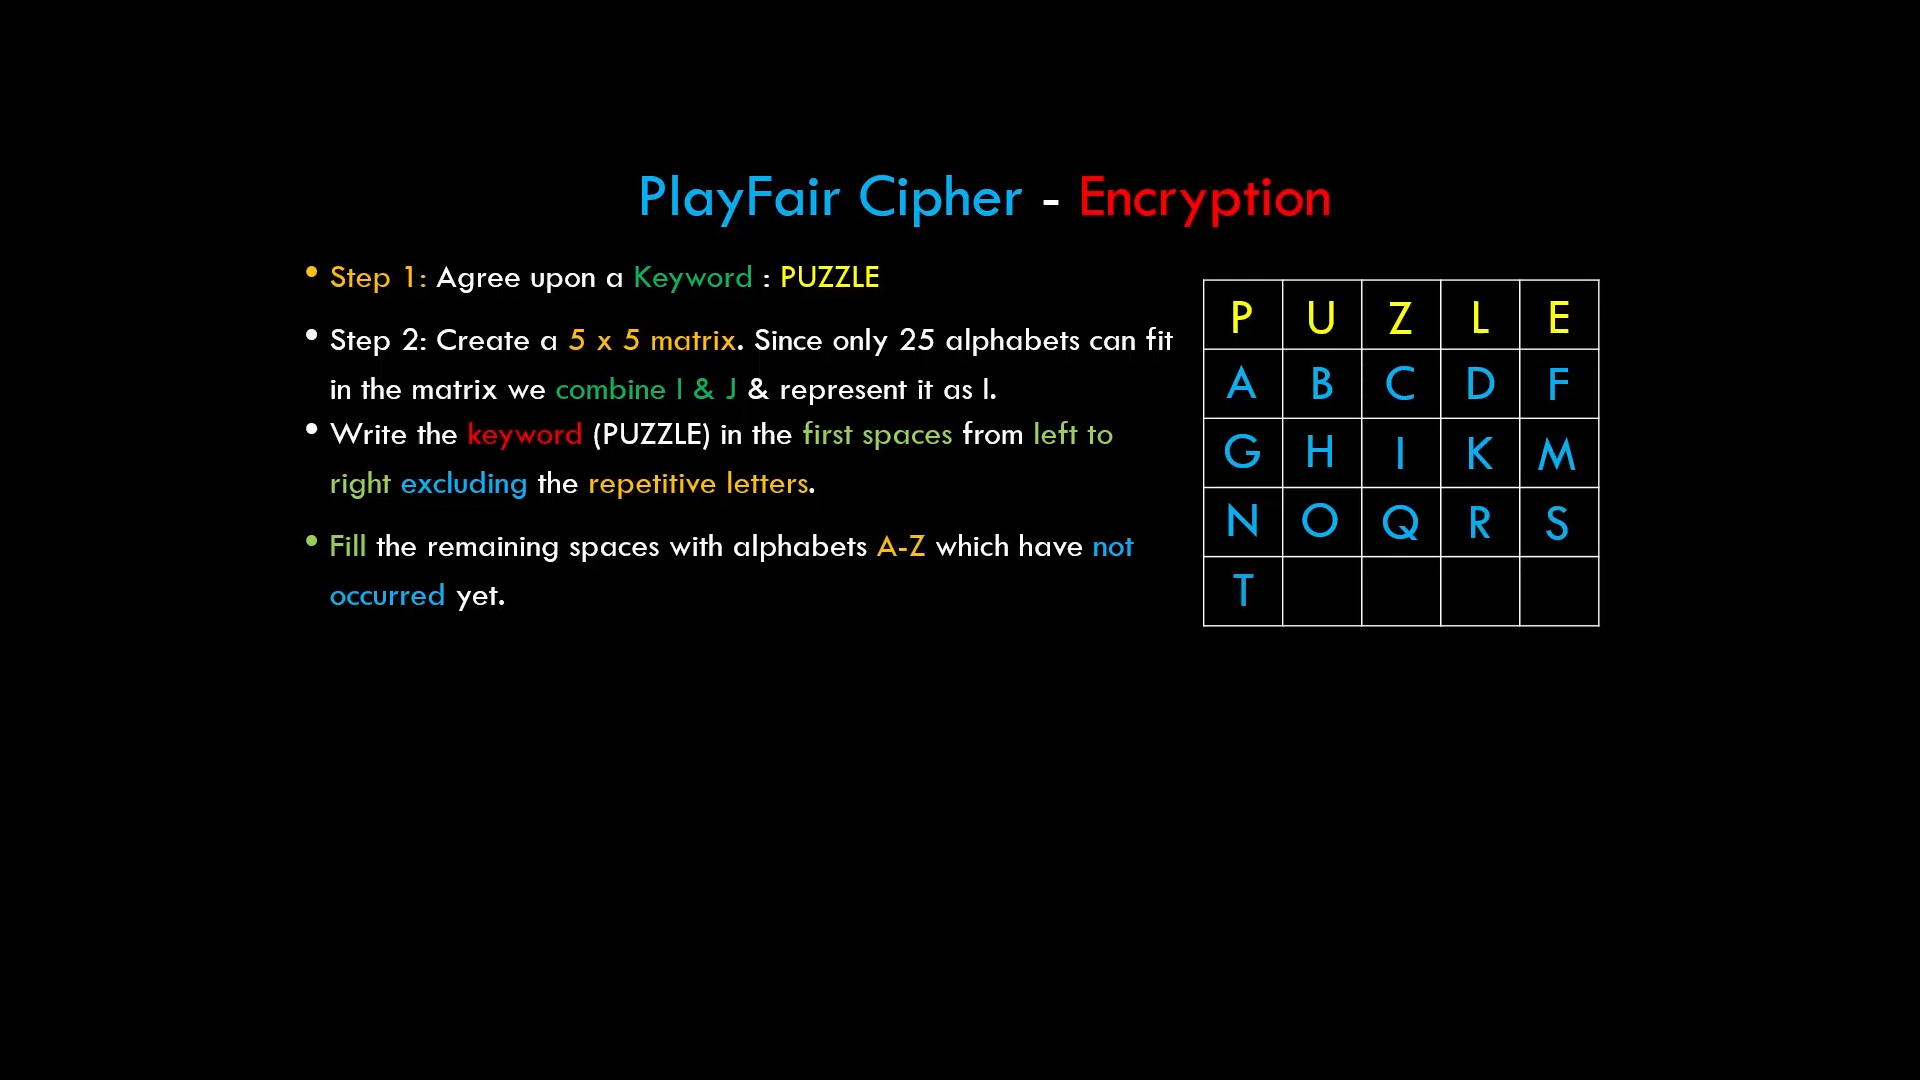 PlayFair Cipher - Encryption
• Step 1: Agree upon a Keyword : PUZZLE
• Step 2: Create a 5 x 5 matrix. Since only 25 alphabets can fit
in the matrix we combine I & J & represent it as I.
• Write the keyword (PUZZLE) in the first spaces from left to
right excluding the repetitive letters.
• Fill the remaining spaces with alphabets A-Z which have not
occurred yet.
P U Z L E
A B C D F
G H I K M
N O Q R S
T